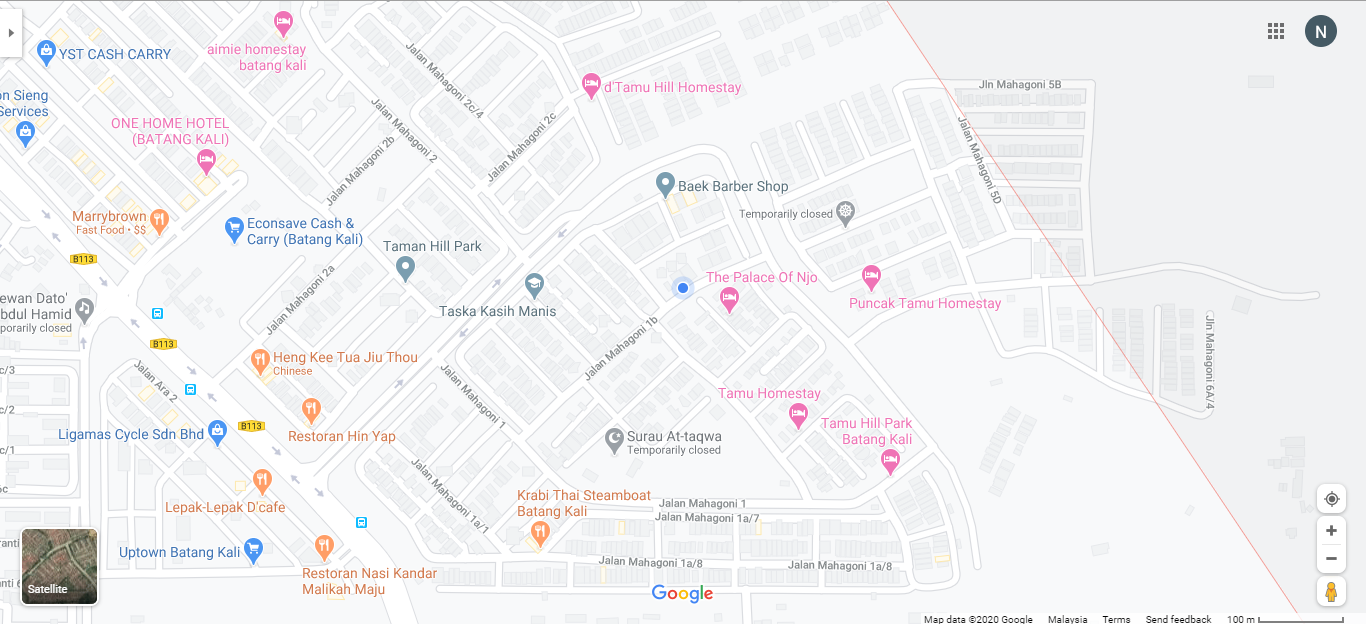 aimie homestay
batang kali
YST CASH CARRY
N
Jalan Mahagoni 2c/4
d'Tamu Hill Homestay
Jln Mahagoni 5B
on Sieng
Services
ONE HOME HOTEL
(BATANG KALI)
Jalan Mahagoni 2
Jalan Mahagoni 2c
Jalan Mahagoni 2b
Jalan Mahagoni 5D
Baek Barber Shop
Temporarily closed
Marrybrown
Fast Food • $$
Econsave Cash &
Carry (Batang Kali)
Taman Hill Park
B113
Jalan Mahagoni 2a
The Palace Of Njo
Puncak Tamu Homestay
ewan Dato'
bdul Hamid
porarily closed
Taska Kasih Manis
Jalan Mahagoni 1b
Jln Mahagoni 6A/4
B113
Heng Kee Tua Jiu Thou
Chinese
c/3
Jalan Ara 2
Jalan Mahagoni 1
Tamu Homestay
c/2
Tamu Hill Park
Batang Kali
B113
Ligamas Cycle Sdn Bhd
Restoran Hin Yap
Surau At-taqwa
Temporarily closed
c/1
6c
Jalan Mahagoni 1a/1
Krabi Thai Steamboat
Batang Kali
Jalan Mahagoni 1
Jalan Mahagoni 1a/7
Lepak-Lepak D'cafe
ranti
Uptown Batang Kali
Jalan Mahagoni 1a/8
Jalan Mahagoni 1a/8
Restoran Nasi Kandar
Malikah Maju
anti 6
Satellite
Google
Map data ©2020 Google Malaysia Terms Send feedback 100 m